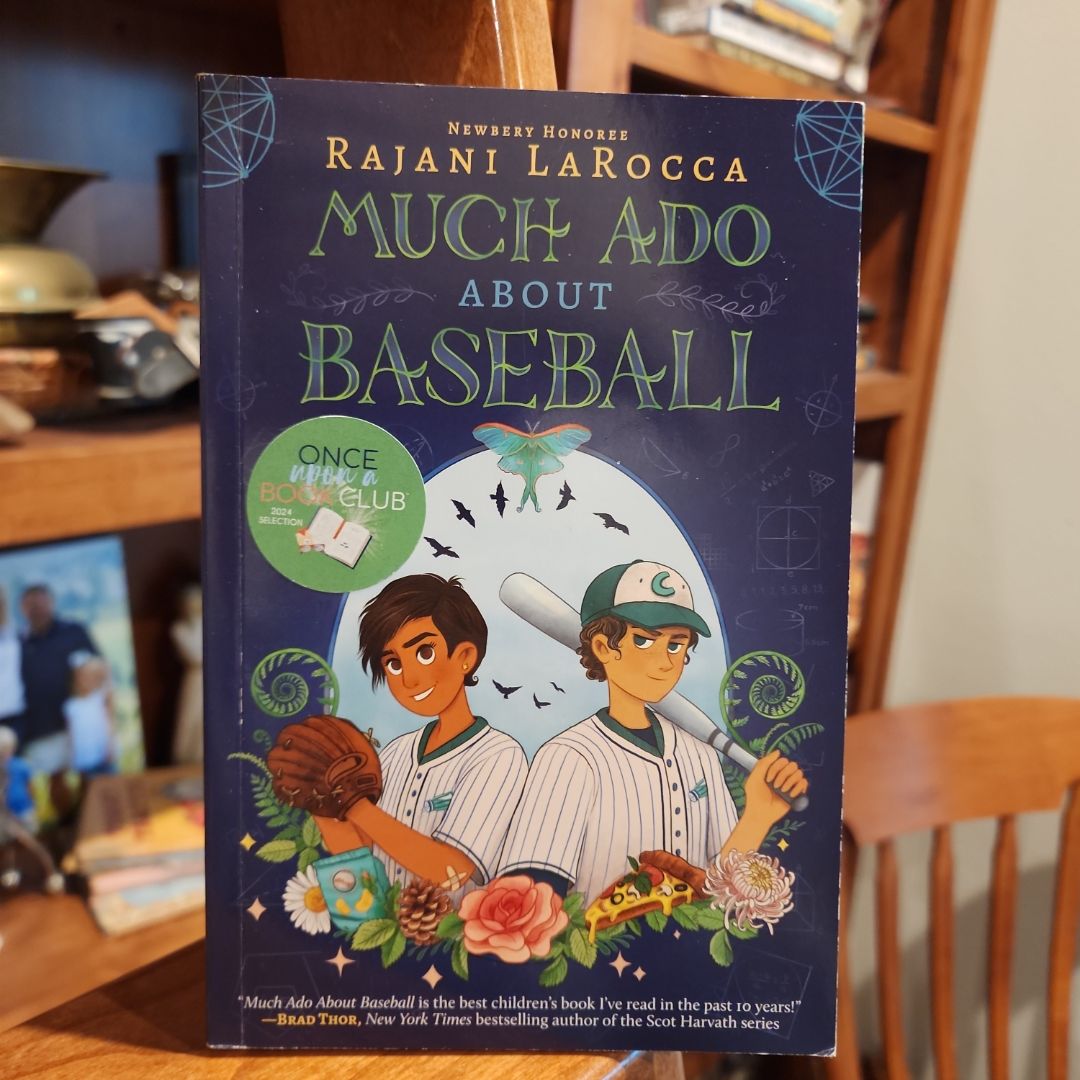 NEWBERY HONOREE
RAJANI LAROCCA
MUCH ADO
ABOUT
BASEBALL
ONCE
upon a
BOOK CLUB
2024
SELECTION
C
"Much Ado About Baseball is the best children's book I've read in the past 10 years!"
—BRAD THOR, New York Times bestselling author of the Scot Harvath series